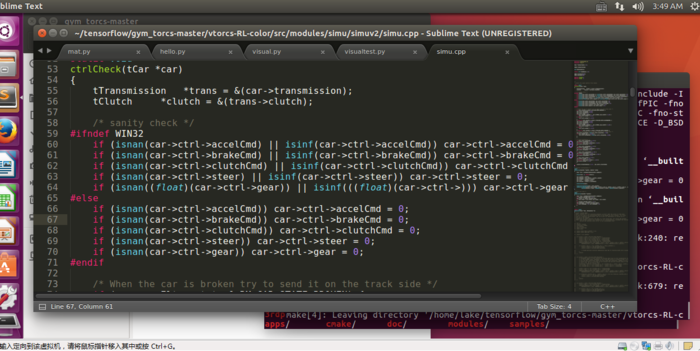 Sublime Text
3:49 AM
gym_torcs-master
~/tensorflow/gym_torcs-master/vtorcs-RL-color/src/modules/simu/simuv2/simu.cpp - Sublime Text (UNREGISTERED)
mat.py
hello.py
visual.py
visualtest.py
simu.cpp
53 ctrlCheck(tCar *car)
54 {
55 tTransmission *trans = &(car->transmission);
56 tClutch *clutch = &(trans->clutch);
57
58 /* sanity check */
59 #ifndef WIN32
60 if (isnan(car->ctrl->accelCmd) || isinf(car->ctrl->accelCmd)) car->ctrl->accelCmd = 0
61 if (isnan(car->ctrl->brakeCmd) || isinf(car->ctrl->brakeCmd)) car->ctrl->brakeCmd = 0
62 if (isnan(car->ctrl->clutchCmd) || isinf(car->ctrl->clutchCmd)) car->ctrl->clutchCmd
63 if (isnan(car->ctrl->steer) || isinf(car->ctrl->steer)) car->ctrl->steer = 0;
64 if (isnan((float)(car->ctrl->gear)) || isinf(((float)(car->ctrl->))) car->ctrl->gear
65 #else
66 if (isnan(car->ctrl->accelCmd)) car->ctrl->accelCmd = 0;
67 if (isnan(car->ctrl->brakeCmd)) car->ctrl->brakeCmd = 0;
68 if (isnan(car->ctrl->clutchCmd)) car->ctrl->clutchCmd = 0;
69 if (isnan(car->ctrl->steer)) car->ctrl->steer = 0;
70 if (isnan(car->ctrl->gear)) car->ctrl->gear = 0;
71 #endif
72
73 /* When the car is broken try to send it on the track side */
Line 67, Column 61
Tab Size: 4
C++
nclude -I
fPIC -fno
C -fno-st
CE -D_BSD
'__built
>gear = 0
n '__buil
>gear = 0
k:240: re
torcs-RL-c
k:679: re
make[4]: Leaving directory '/home/lake/tensorflow/gym_torcs-master/vtorcs-RL-c
apps/ cmake/ doc/ modules/ samples/
输入定向到该虚拟机，请将鼠标指针移入其中或按 Ctrl+G。